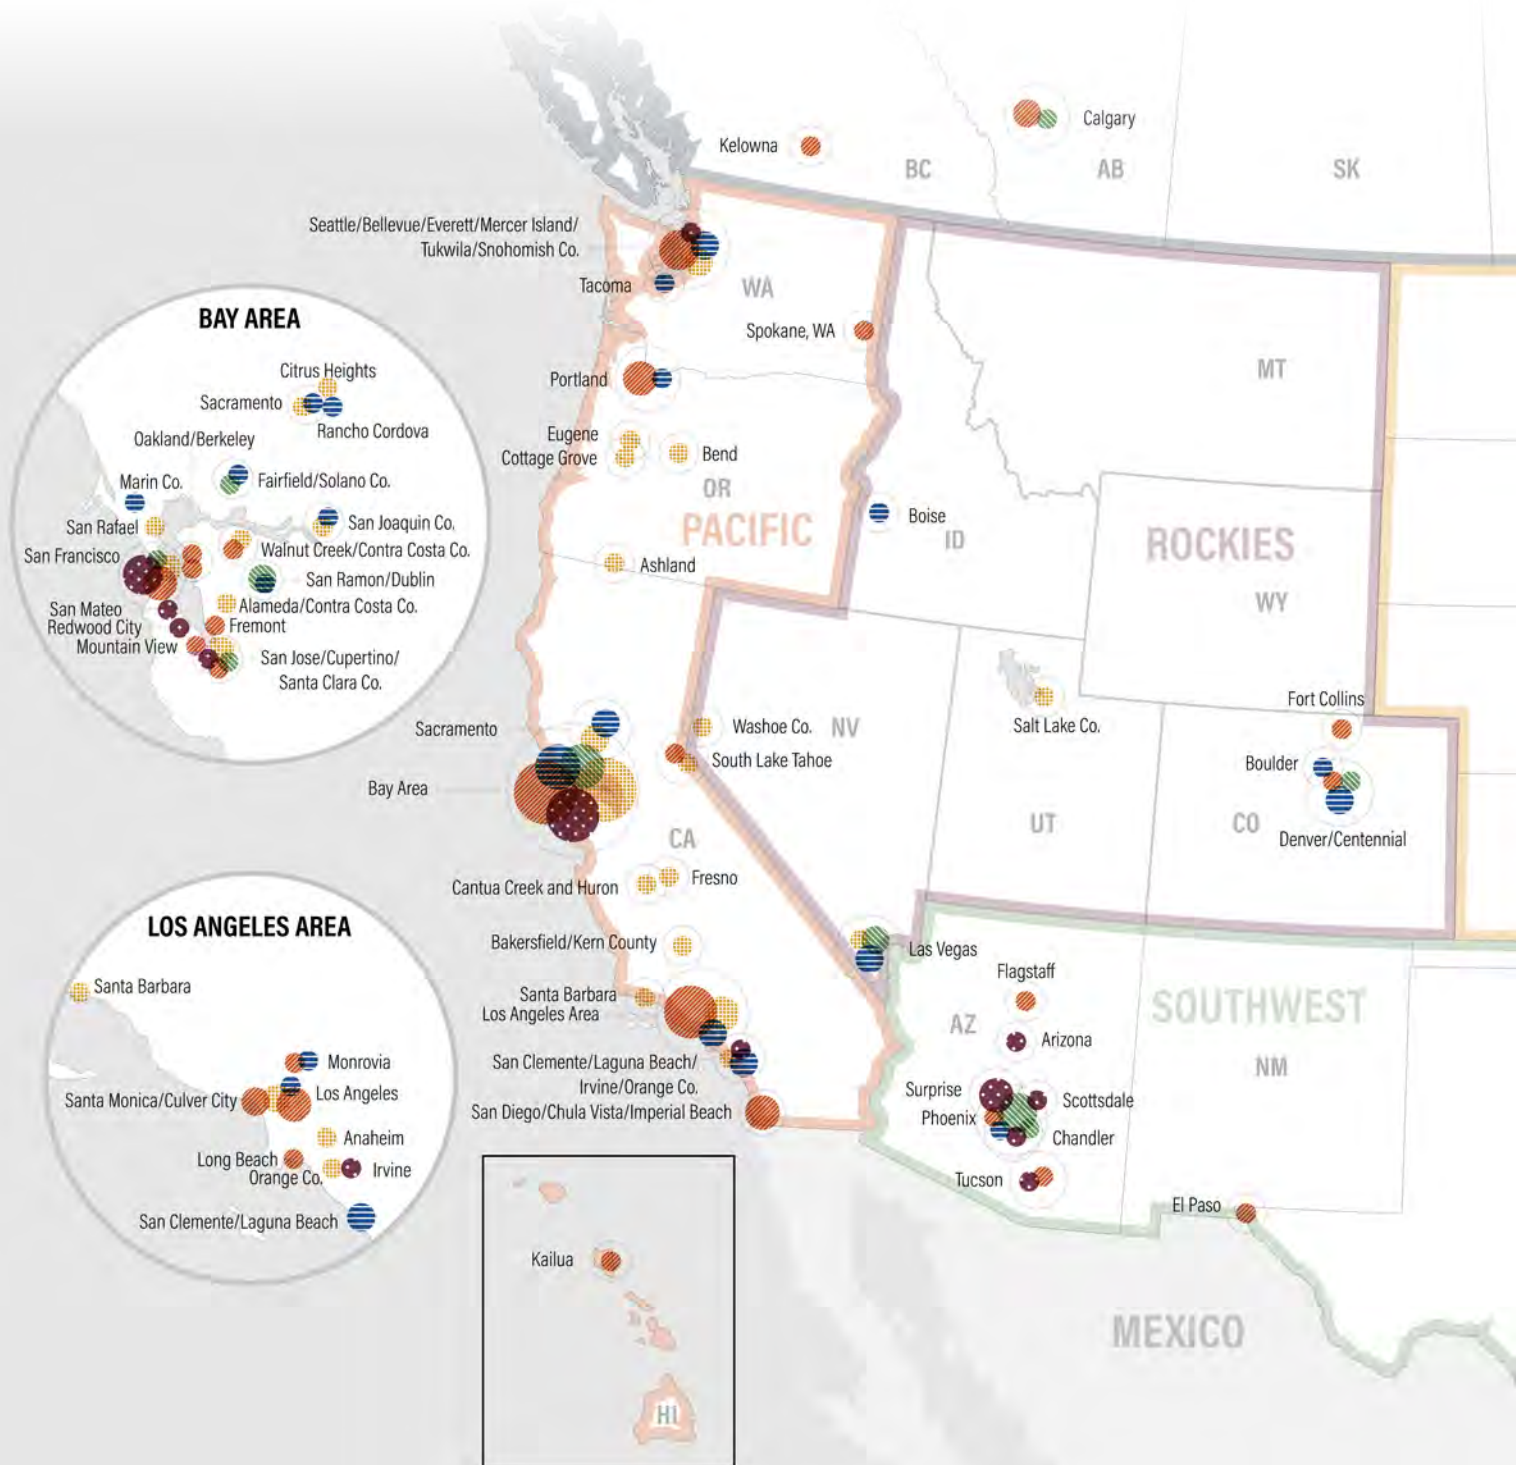 Calgary
Kelowna
BC
AB
SK
Seattle/Bellevue/Everett/Mercer Island/
Tukwila/Snohomish Co.
Tacoma
WA
Spokane, WA
Portland
MT
Eugene
Cottage Grove
Bend
OR
PACIFIC
Boise
ID
ROCKIES
Ashland
WY
BAY AREA
Citrus Heights
Sacramento
Rancho Cordova
Oakland/Berkeley
Marin Co.
Fairfield/Solano Co.
San Rafael
San Joaquin Co.
San Francisco
Walnut Creek/Contra Costa Co.
San Ramon/Dublin
San Mateo
Alameda/Contra Costa Co.
Redwood City
Fremont
Mountain View
San Jose/Cupertino/
Santa Clara Co.
Fort Collins
Sacramento
Washoe Co.
NV
Salt Lake Co.
South Lake Tahoe
Boulder
Bay Area
CA
UT
CO
Denver/Centennial
Cantua Creek and Huron
Fresno
Bakersfield/Kern County
Las Vegas
Flagstaff
Santa Barbara
Los Angeles Area
SOUTHWEST
AZ
Arizona
San Clemente/Laguna Beach/
Irvine/Orange Co.
NM
San Diego/Chula Vista/Imperial Beach
Surprise
Scottsdale
Phoenix
Chandler
Tucson
El Paso
LOS ANGELES AREA
Santa Barbara
Monrovia
Santa Monica/Culver City
Los Angeles
Anaheim
Long Beach
Orange Co.
Irvine
San Clemente/Laguna Beach
Kailua
HI
MEXICO